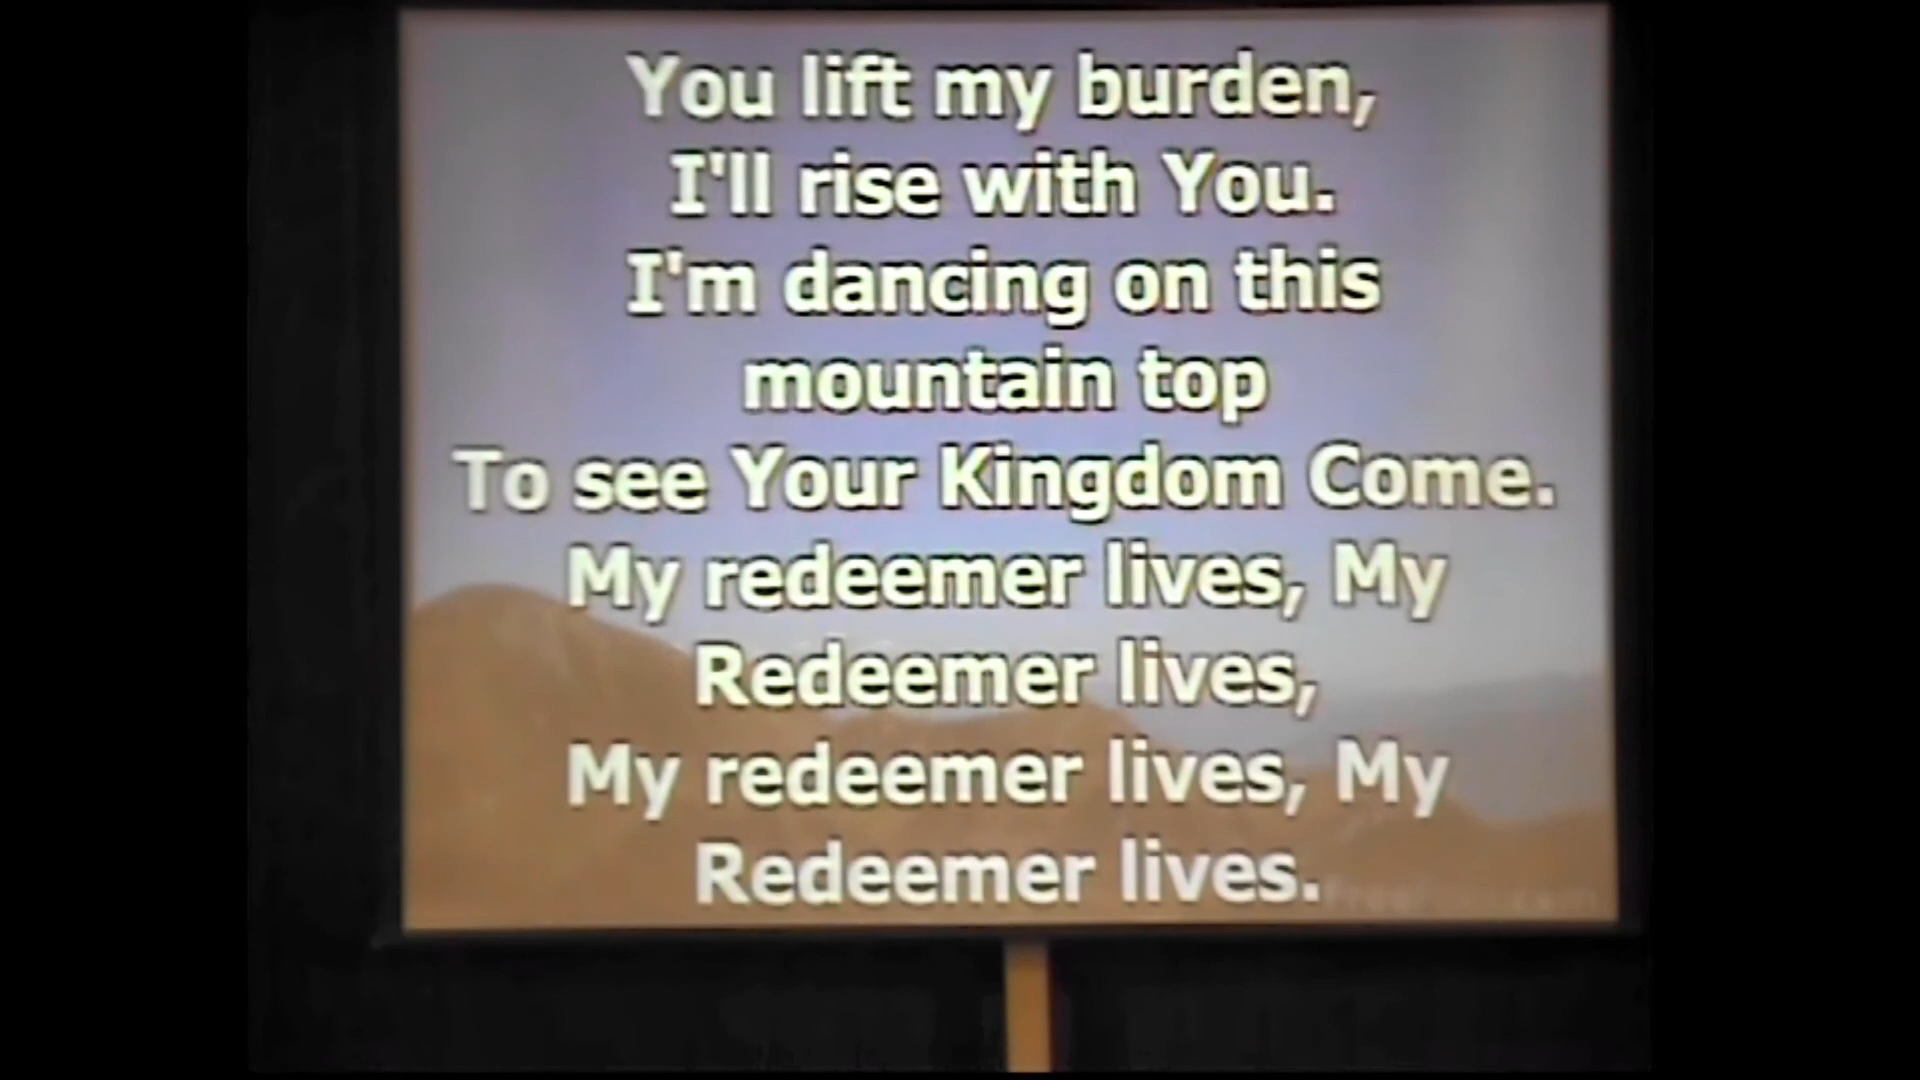 You lift my burden,
I'll rise with You.
I'm dancing on this
mountain top
To see Your Kingdom Come.
My redeemer lives, My
Redeemer lives,
My redeemer lives, My
Redeemer lives.